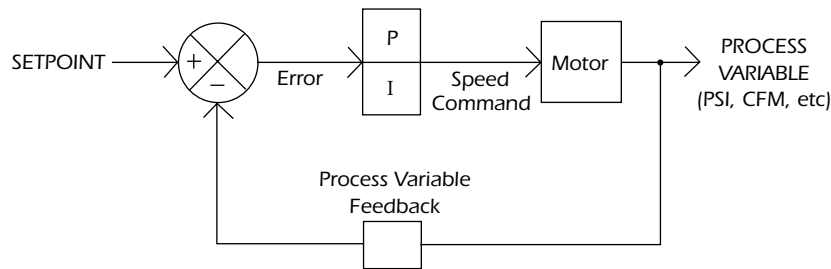 SETPOINT
+
−
Error
P
I
Speed
Command
Motor
PROCESS
VARIABLE
(PSI, CFM, etc)
Process Variable
Feedback